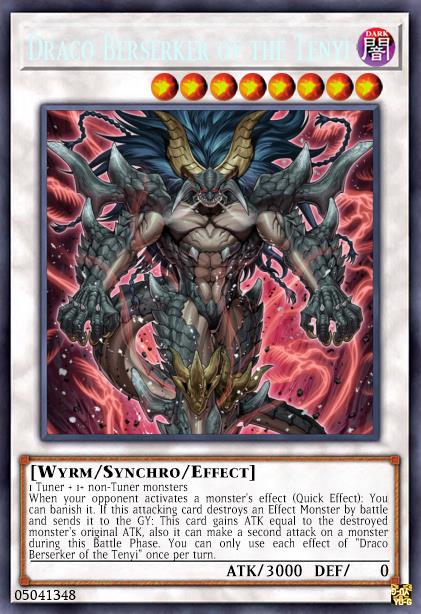 Draco Berserker of the Tenyi
DARK
闇
[Wyrm/Synchro/Effect]
1 Tuner + 1+ non-Tuner monsters
When your opponent activates a monster's effect (Quick Effect): You
can banish it. If this attacking card destroys an Effect Monster by battle
and sends it to the GY: This card gains ATK equal to the destroyed
monster's original ATK, also it can make a second attack on a monster
during this Battle Phase. You can only use each effect of "Draco
Berserker of the Tenyi" once per turn.
ATK/3000 DEF/ 0
05041348